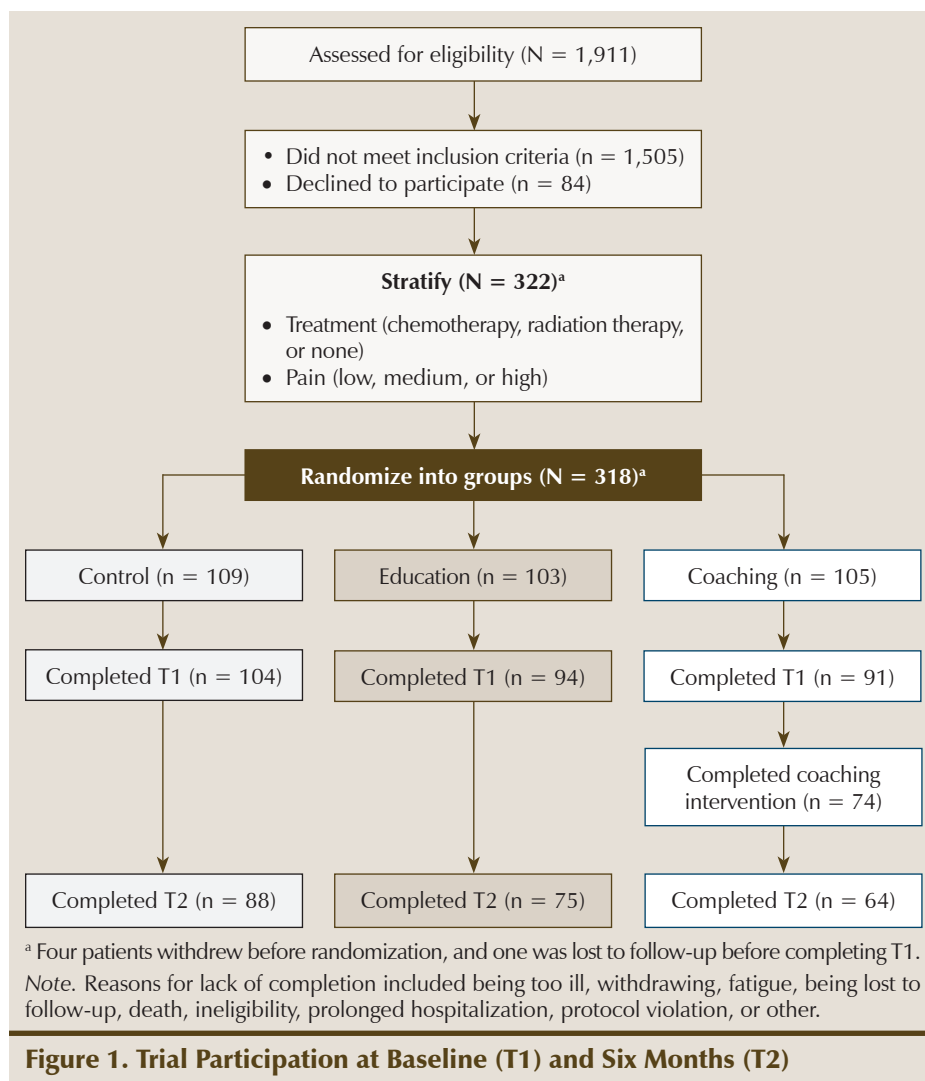 Assessed for eligibility (N = 1,911)
• Did not meet inclusion criteria (n = 1,505)
• Declined to participate (n = 84)
Stratify (N = 322)ᵃ
• Treatment (chemotherapy, radiation therapy,
or none)
• Pain (low, medium, or high)
Randomize into groups (N = 318)ᵃ
Control (n = 109)
Education (n = 103)
Coaching (n = 105)
Completed T1 (n = 104)
Completed T1 (n = 94)
Completed T1 (n = 91)
Completed coaching
intervention (n = 74)
Completed T2 (n = 88)
Completed T2 (n = 75)
Completed T2 (n = 64)
ᵃ Four patients withdrew before randomization, and one was lost to follow-up before completing T1.
Note. Reasons for lack of completion included being too ill, withdrawing, fatigue, being lost to
follow-up, death, ineligibility, prolonged hospitalization, protocol violation, or other.
Figure 1. Trial Participation at Baseline (T1) and Six Months (T2)